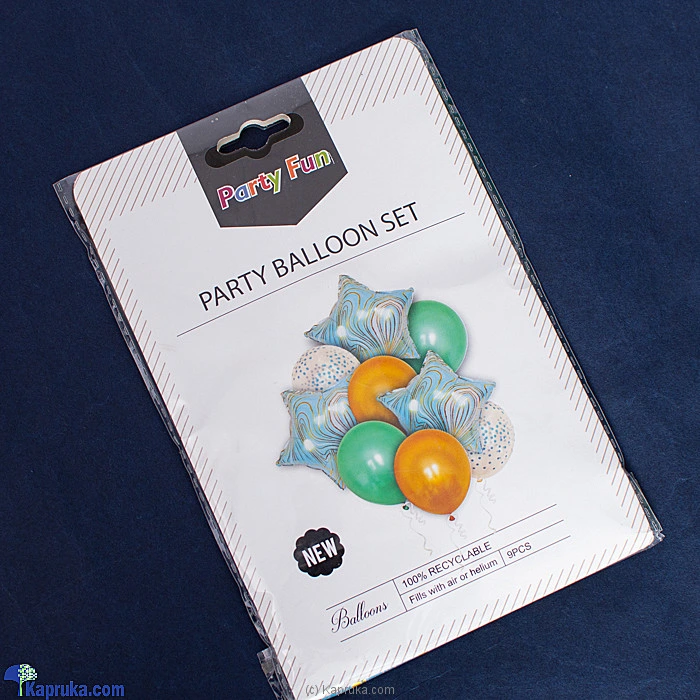 Party Fun
PARTY BALLOON SET
NEW
Balloons
100% RECYCLABLE
Fills with air or helium
9PCS
Kapruka.com
(c) Kapruka.com